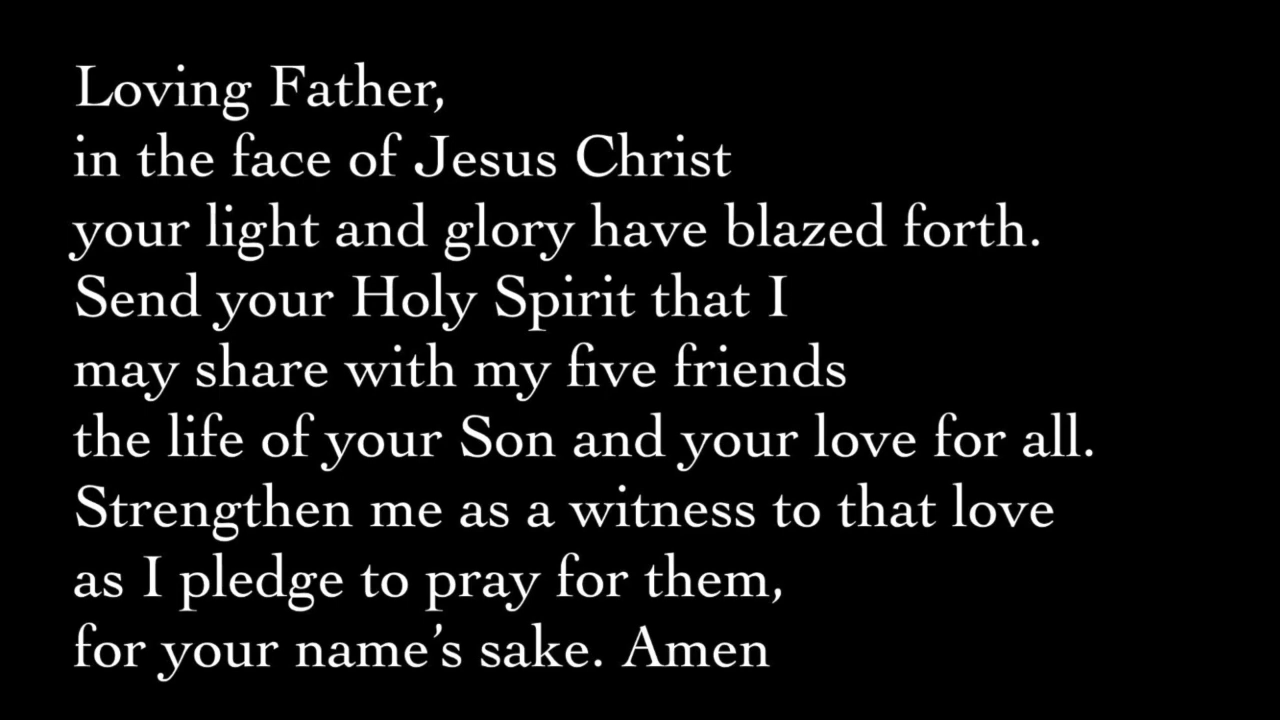 Loving Father,
in the face of Jesus Christ
your light and glory have blazed forth.
Send your Holy Spirit that I
may share with my five friends
the life of your Son and your love for all.
Strengthen me as a witness to that love
as I pledge to pray for them,
for your name’s sake. Amen